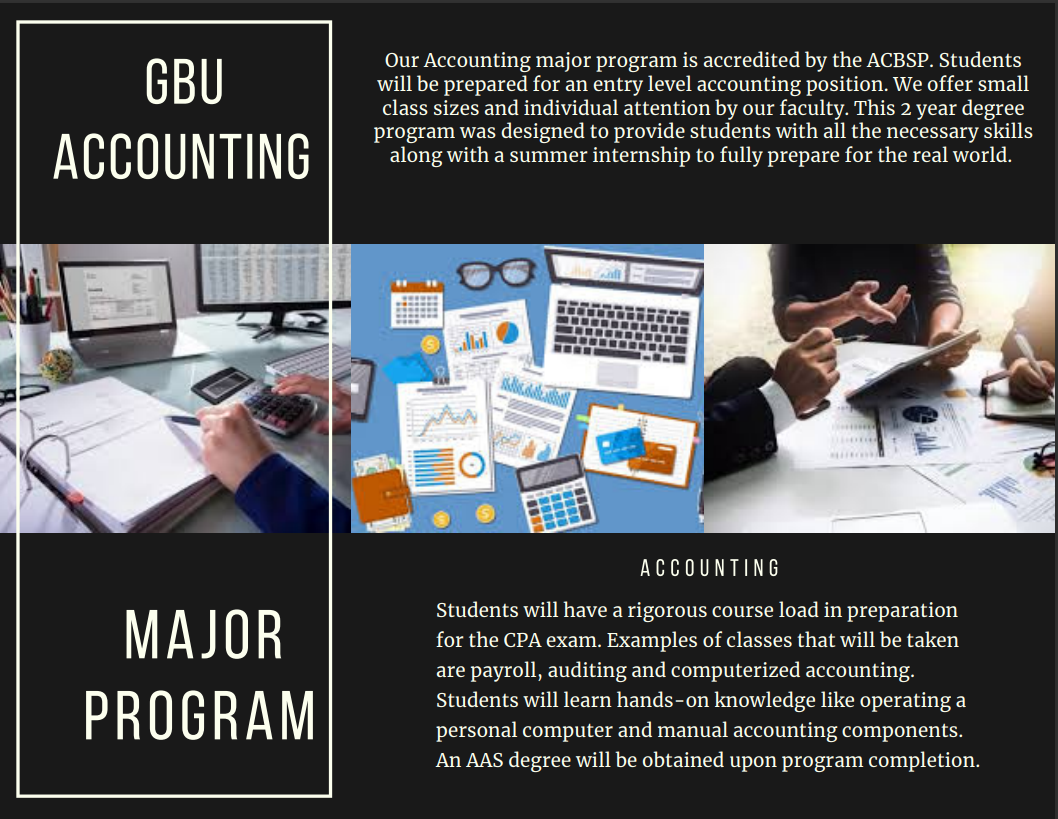 GBU
ACCOUNTING
Our Accounting major program is accredited by the ACBSP. Students
will be prepared for an entry level accounting position. We offer small
class sizes and individual attention by our faculty. This 2 year degree
program was designed to provide students with all the necessary skills
along with a summer internship to fully prepare for the real world.
MAJOR
PROGRAM
ACCOUNTING
Students will have a rigorous course load in preparation
for the CPA exam. Examples of classes that will be taken
are payroll, auditing and computerized accounting.
Students will learn hands-on knowledge like operating a
personal computer and manual accounting components.
An AAS degree will be obtained upon program completion.